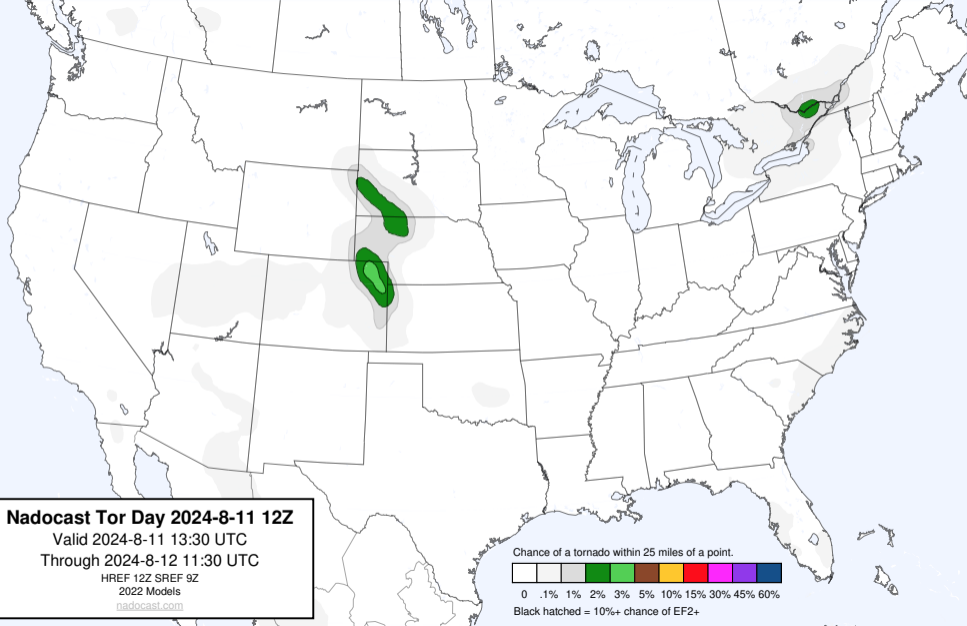 Nadocast Tor Day 2024-8-11 12Z
Valid 2024-8-11 13:30 UTC
Through 2024-8-12 11:30 UTC
HREF 12Z SREF 9Z
2022 Models
nadocast.com
Chance of a tornado within 25 miles of a point.
0 .1% 1% 2% 3% 5% 10% 15% 30% 45% 60%
Black hatched = 10%+ chance of EF2+